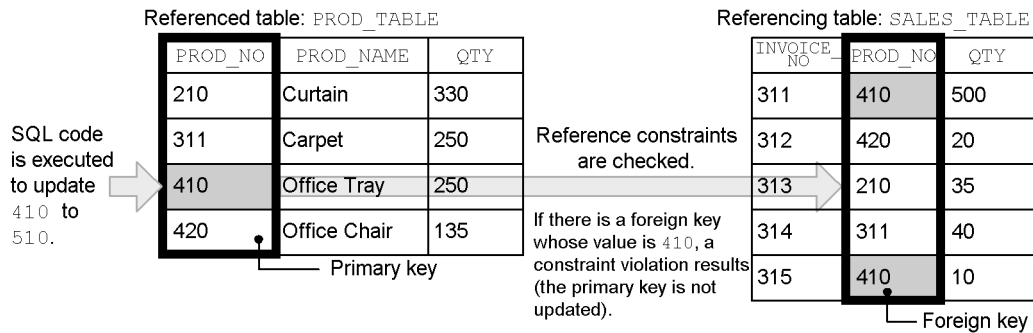 Referenced table: PROD_TABLE
PROD_NO PROD_NAME QTY
210 Curtain 330
311 Carpet 250
410 Office Tray 250
420 Office Chair 135
Primary key
SQL code
is executed
to update
410 to
510.
Reference constraints
are checked.
If there is a foreign key
whose value is 410, a
constraint violation results
(the primary key is not
updated).
Referencing table: SALES_TABLE
INVOICE_
NO
PROD_NO QTY
311 410 500
312 420 20
313 210 35
314 311 40
315 410 10
Foreign key